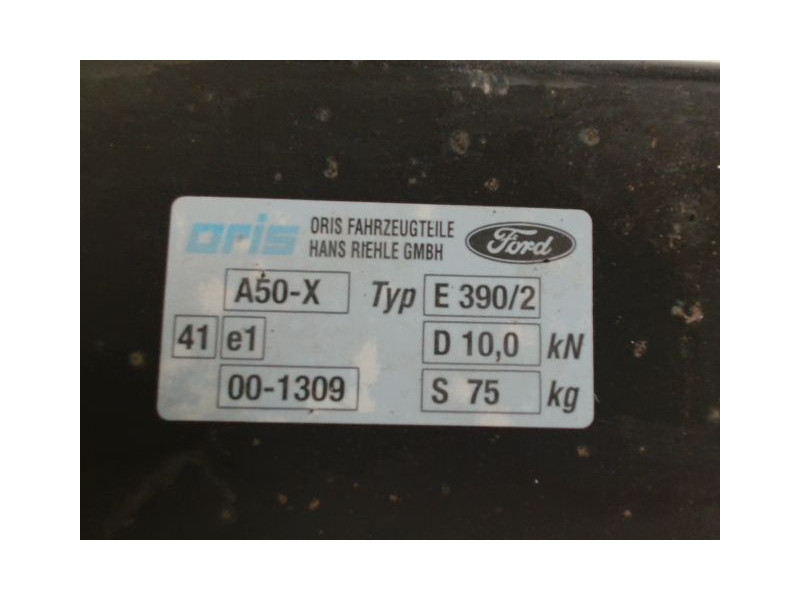 oris ORIS FAHRZEUGTEILE
HANS RIEHLE GMBH
Ford
A50-X Typ E 390/2
41 e1 D 10,0 kN
00-1309 S 75 kg